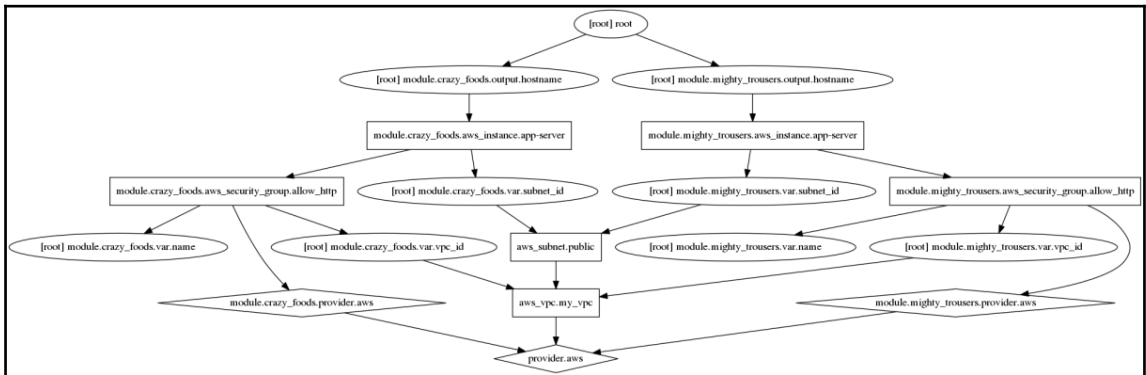 [root] root
[root] module.crazy_foods.output.hostname
[root] module.mighty_trousers.output.hostname
module.crazy_foods.aws_instance.app-server
module.mighty_trousers.aws_instance.app-server
module.crazy_foods.aws_security_group.allow_http
[root] module.crazy_foods.var.subnet_id
[root] module.mighty_trousers.var.subnet_id
module.mighty_trousers.aws_security_group.allow_http
[root] module.crazy_foods.var.name
[root] module.crazy_foods.var.vpc_id
aws_subnet.public
[root] module.mighty_trousers.var.name
[root] module.mighty_trousers.var.vpc_id
module.crazy_foods.provider.aws
aws_vpc.my_vpc
module.mighty_trousers.provider.aws
provider.aws